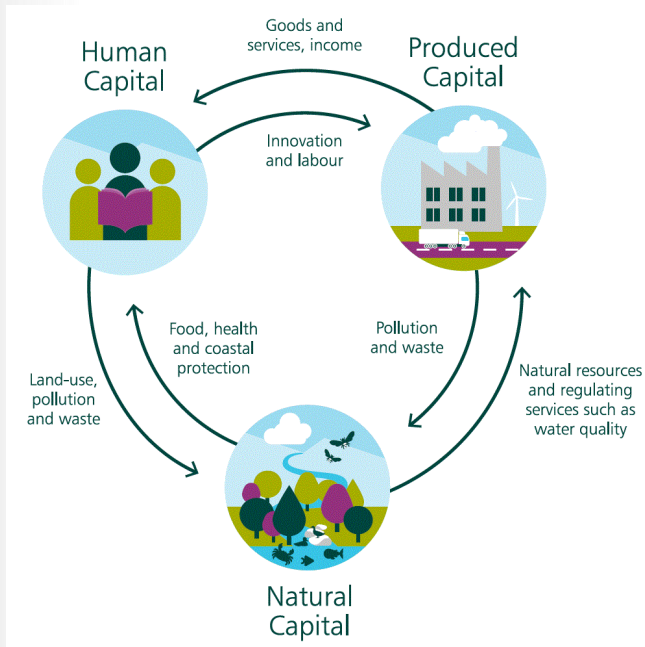 Goods and
services, income
Human
Capital
Produced
Capital
Innovation
and labour
Food, health
and coastal
protection
Pollution
and waste
Land-use,
pollution
and waste
Natural resources
and regulating
services such as
water quality
Natural
Capital